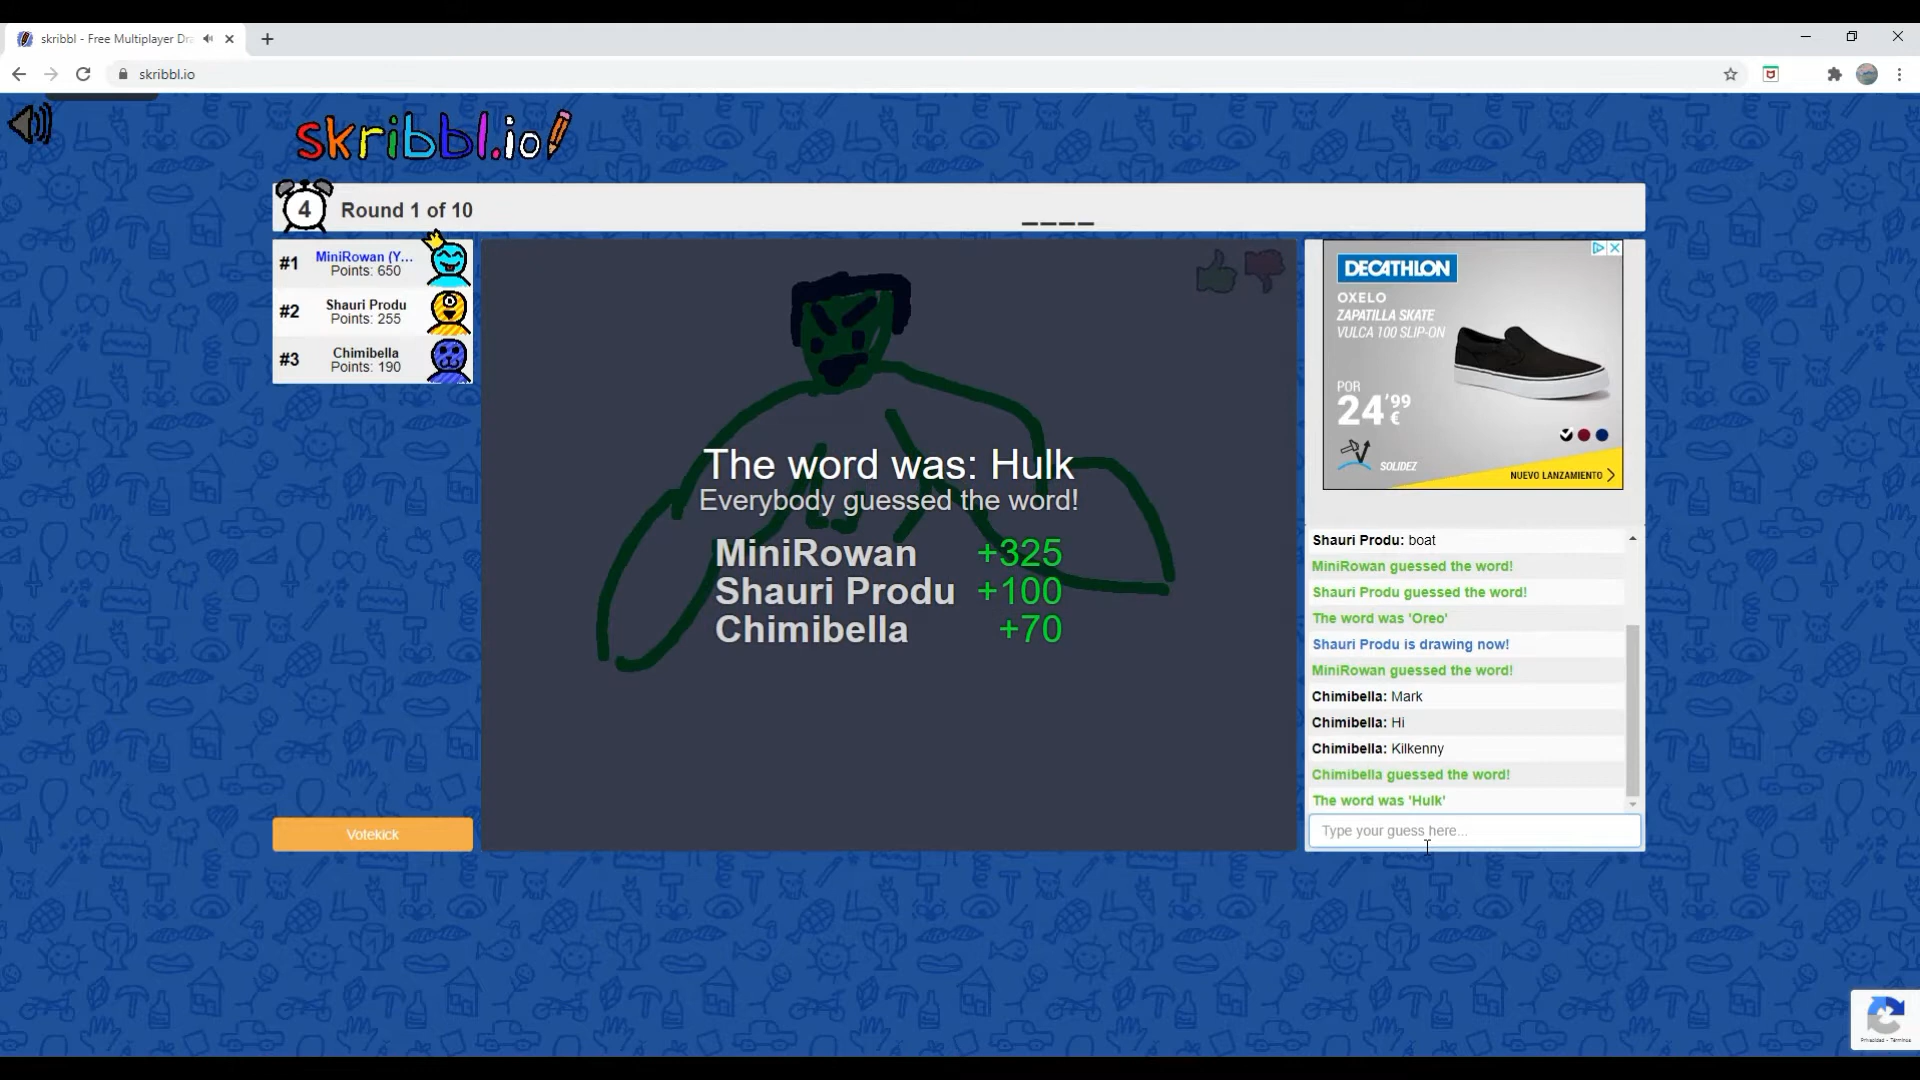 skribbl - Free Multiplayer Dra
skribbl.io
skribbl.io
4
Round 1 of 10
____
#1
MiniRowan (Y...
Points: 650
#2
Shauri Produ
Points: 255
#3
Chimibella
Points: 190
Votekick
The word was: Hulk
Everybody guessed the word!
MiniRowan +325
Shauri Produ +100
Chimibella +70
DECATHLON
OXELO
ZAPATILLA SKATE
VULCA 100 SLIP-ON
POR
24'99 €
SOLIDEZ
NUEVO LANZAMIENTO
Shauri Produ: boat
MiniRowan guessed the word!
Shauri Produ guessed the word!
The word was 'Oreo'
Shauri Produ is drawing now!
MiniRowan guessed the word!
Chimibella: Mark
Chimibella: Hi
Chimibella: Kilkenny
Chimibella guessed the word!
The word was 'Hulk'
Type your guess here...
Privacidad - Términos